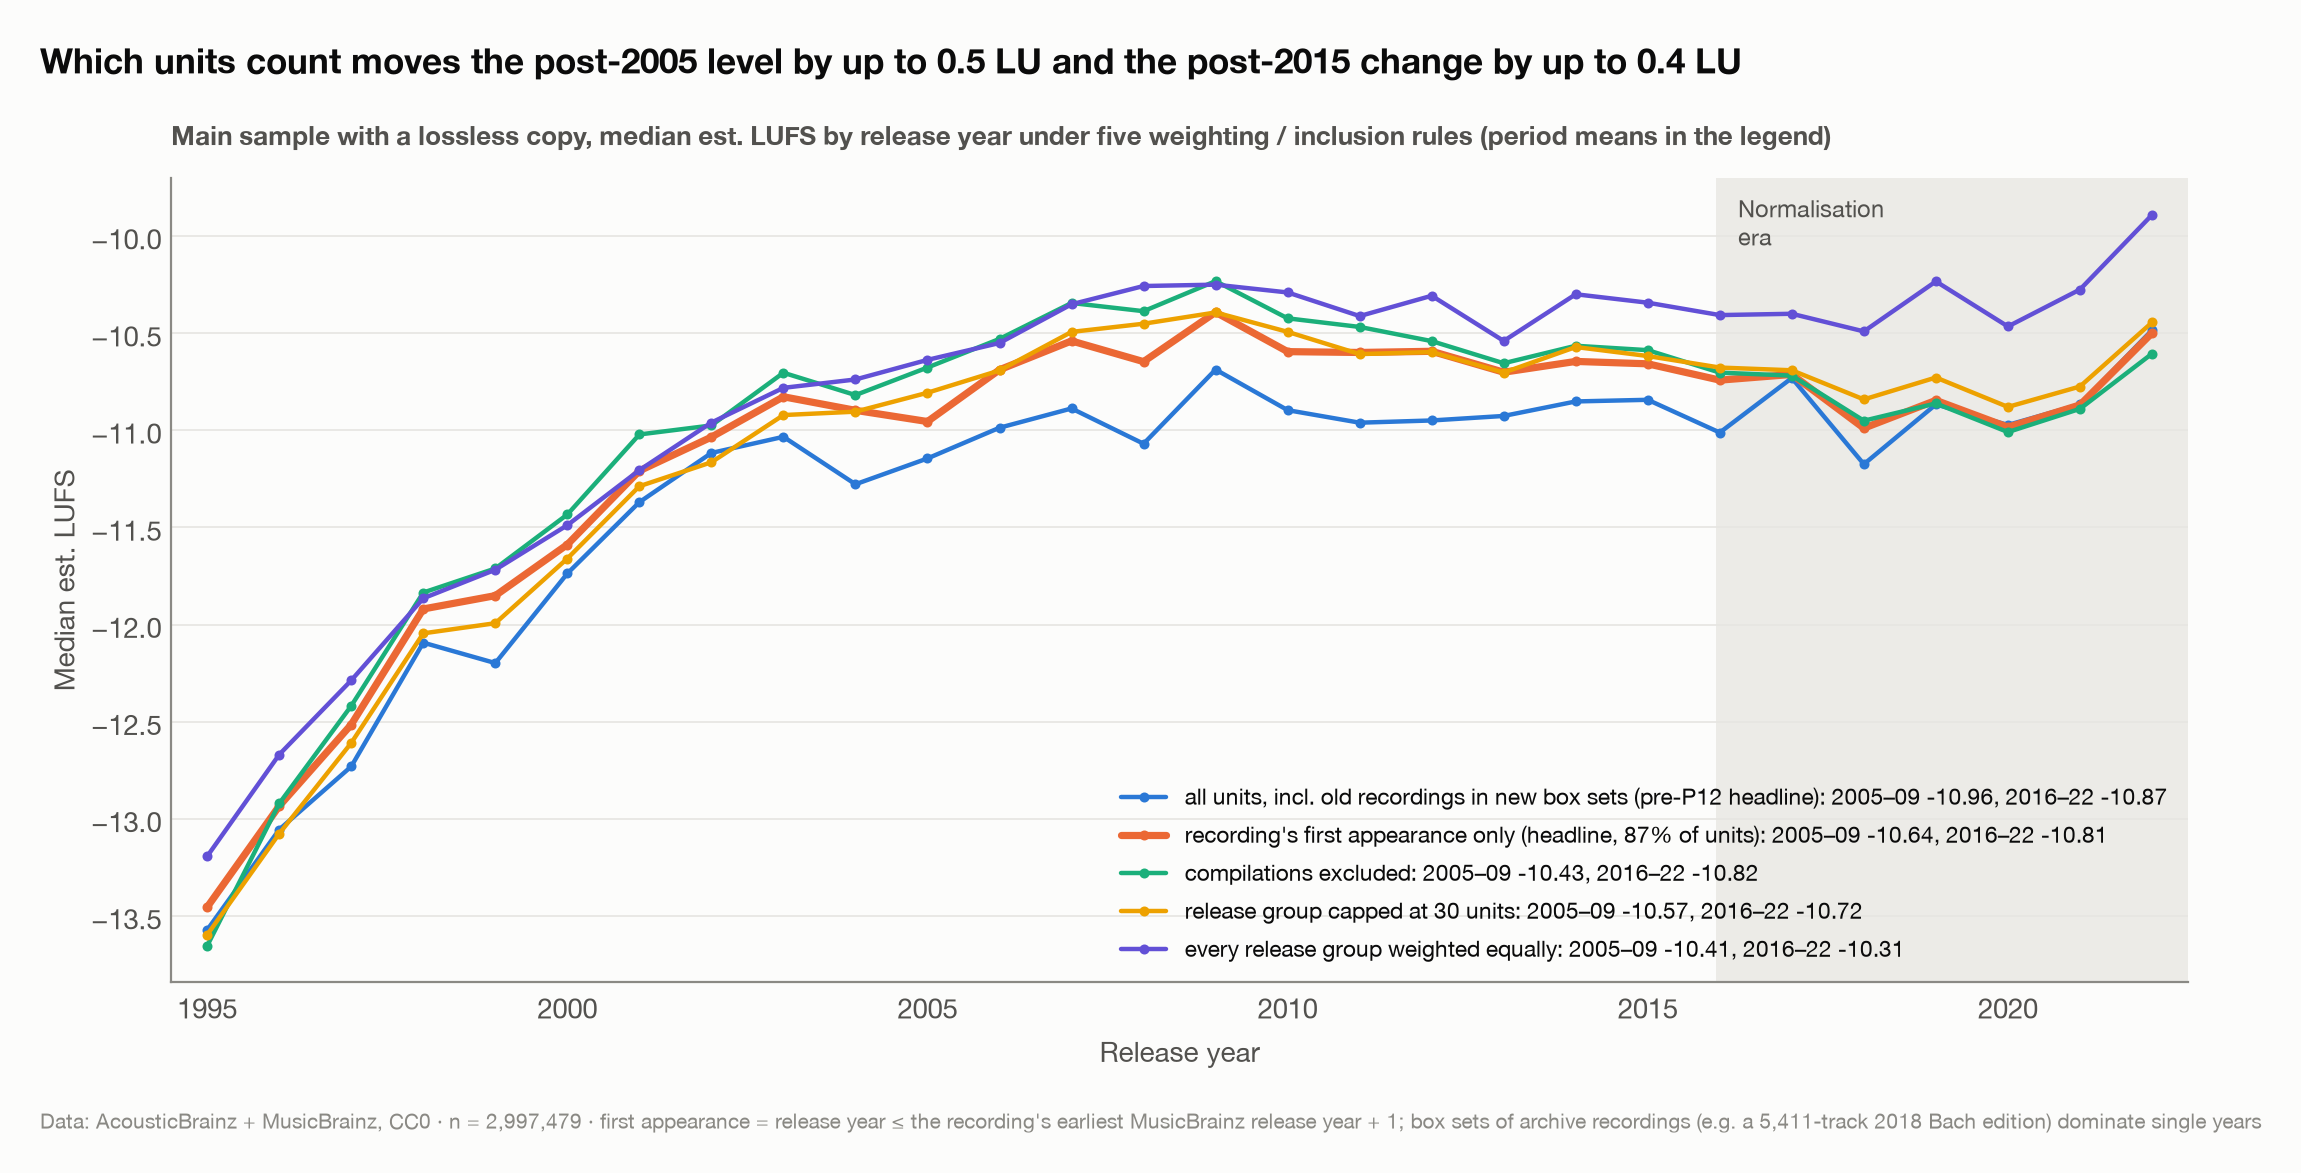 Which units count moves the post-2005 level by up to 0.5 LU and the post-2015 change by up to 0.4 LU
Main sample with a lossless copy, median est. LUFS by release year under five weighting / inclusion rules (period means in the legend)
Normalisation
era
−10.0
−10.5
−11.0
−11.5
−12.0
−12.5
−13.0
−13.5
Median est. LUFS
all units, incl. old recordings in new box sets (pre-P12 headline): 2005–09 -10.96, 2016–22 -10.87
recording's first appearance only (headline, 87% of units): 2005–09 -10.64, 2016–22 -10.81
compilations excluded: 2005–09 -10.43, 2016–22 -10.82
release group capped at 30 units: 2005–09 -10.57, 2016–22 -10.72
every release group weighted equally: 2005–09 -10.41, 2016–22 -10.31
1995 2000 2005 2010 2015 2020
Release year
Data: AcousticBrainz + MusicBrainz, CC0 · n = 2,997,479 · first appearance = release year ≤ the recording's earliest MusicBrainz release year + 1; box sets of archive recordings (e.g. a 5,411-track 2018 Bach edition) dominate single years